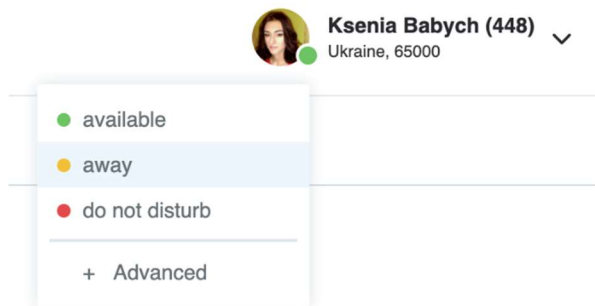 Ksenia Babych (448)
Ukraine, 65000
available
away
do not disturb
+ Advanced